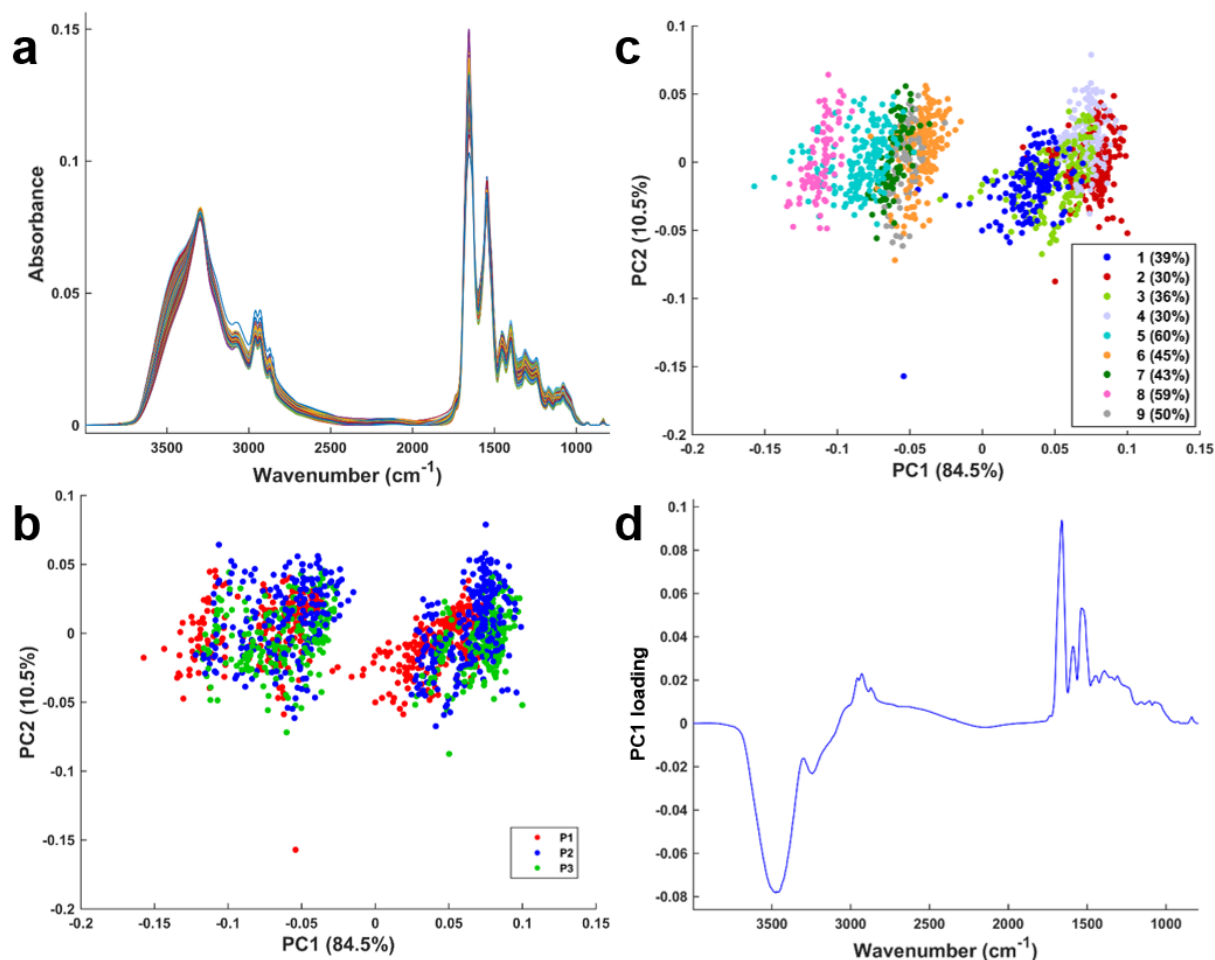 a
0.15
0.1
0.05
0
Absorbance
3500 3000 2500 2000 1500 1000
Wavenumber (cm-1)
c
0.1
0.05
0
-0.05
-0.1
-0.15
-0.2
PC2 (10.5%)
1 (39%)
2 (30%)
3 (36%)
4 (30%)
5 (60%)
6 (45%)
7 (43%)
8 (59%)
9 (50%)
-0.2 -0.15 -0.1 -0.05 0 0.05 0.1 0.15
PC1 (84.5%)
b
0.1
0.05
0
-0.05
-0.1
-0.15
-0.2
PC2 (10.5%)
P1
P2
P3
-0.2 -0.15 -0.1 -0.05 0 0.05 0.1 0.15
PC1 (84.5%)
d
0.1
0.08
0.06
0.04
0.02
0
-0.02
-0.04
-0.06
-0.08
PC1 loading
3500 3000 2500 2000 1500 1000
Wavenumber (cm-1)